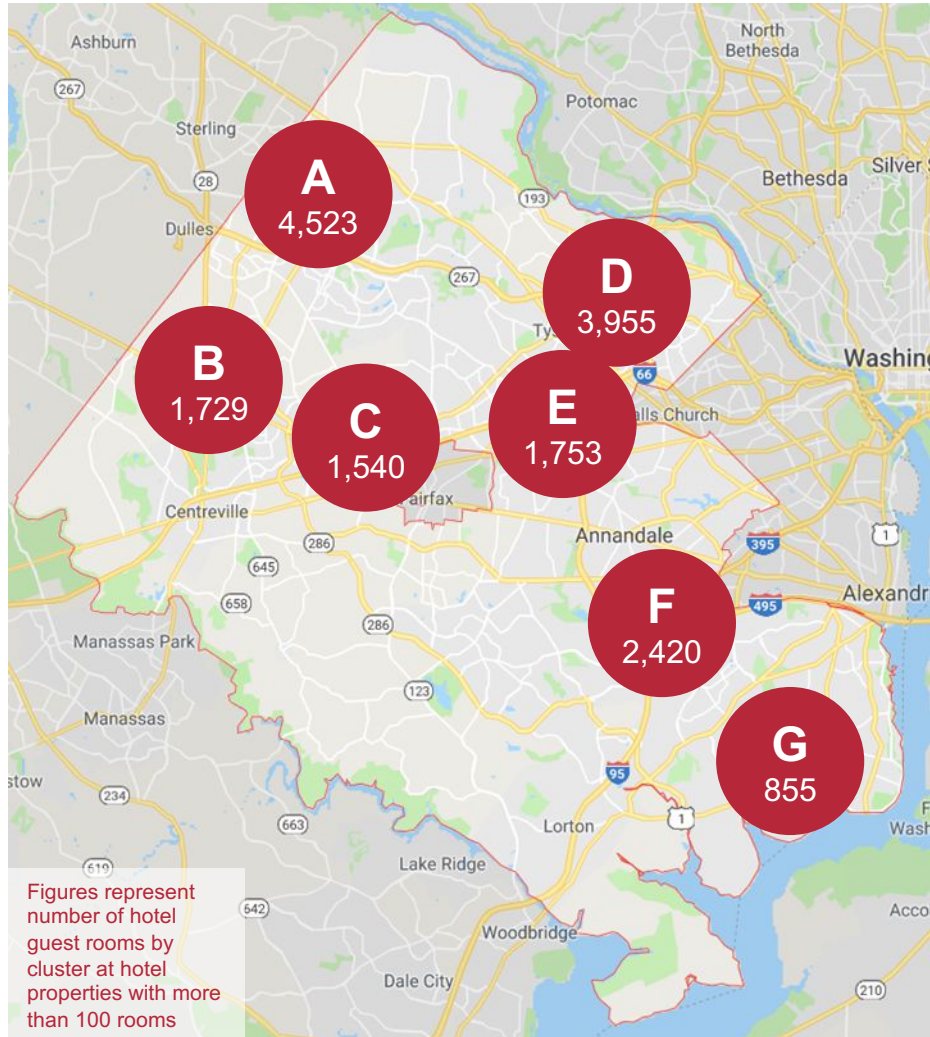 North
Bethesda
Ashburn
267
Potomac
Sterling
Silver S
28
Bethesda
A
4,523
193
Dulles
267
D
3,955
Tys
Washing
B
1,729
66
E
1,753
alls Church
C
1,540
Fairfax
Centreville
286
Annandale
395
1
645
658
495
Alexandr
F
2,420
286
Manassas Park
123
Manassas
G
855
95
stow
234
1
663
Lorton
F
Wash
Lake Ridge
619
Figures represent
number of hotel
guest rooms by
cluster at hotel
properties with more
than 100 rooms
642
Woodbridge
Acco
Dale City
210